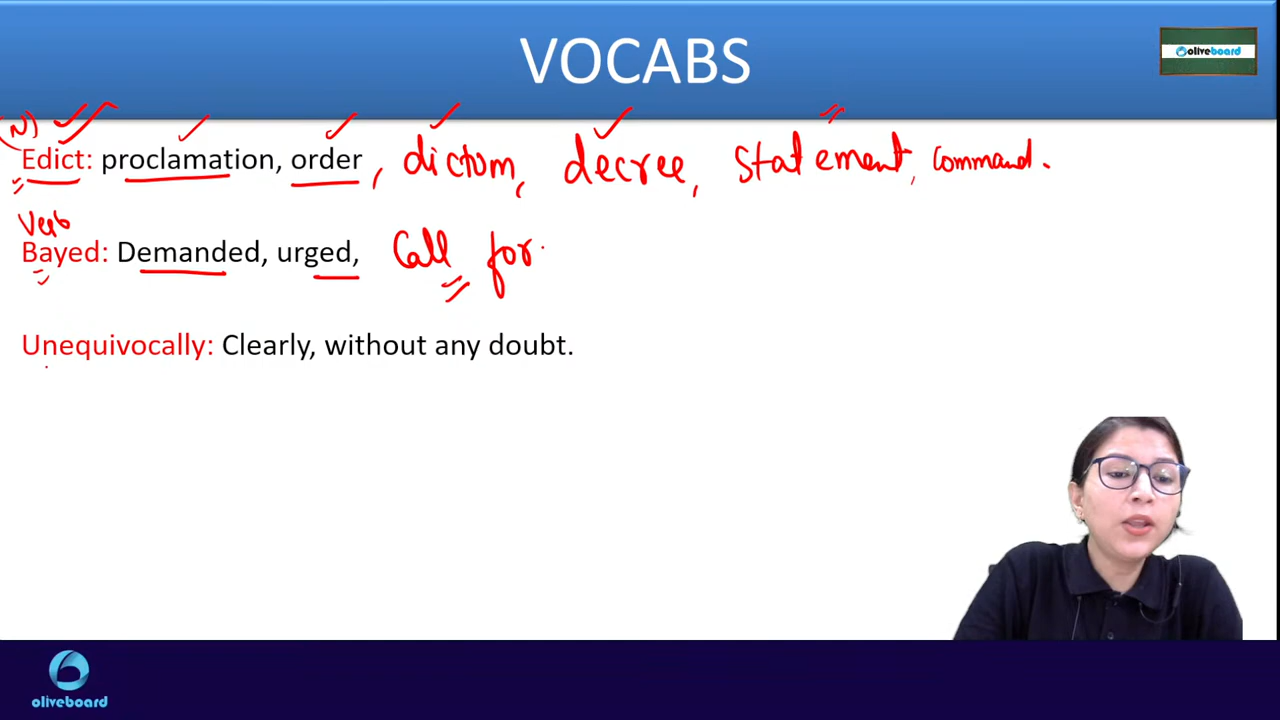 VOCABS
oliveboard
(N)
Edict: proclamation, order, dictum, decree, statement, command.
Verb
Bayed: Demanded, urged, Call for
Unequivocally: Clearly, without any doubt.
oliveboard